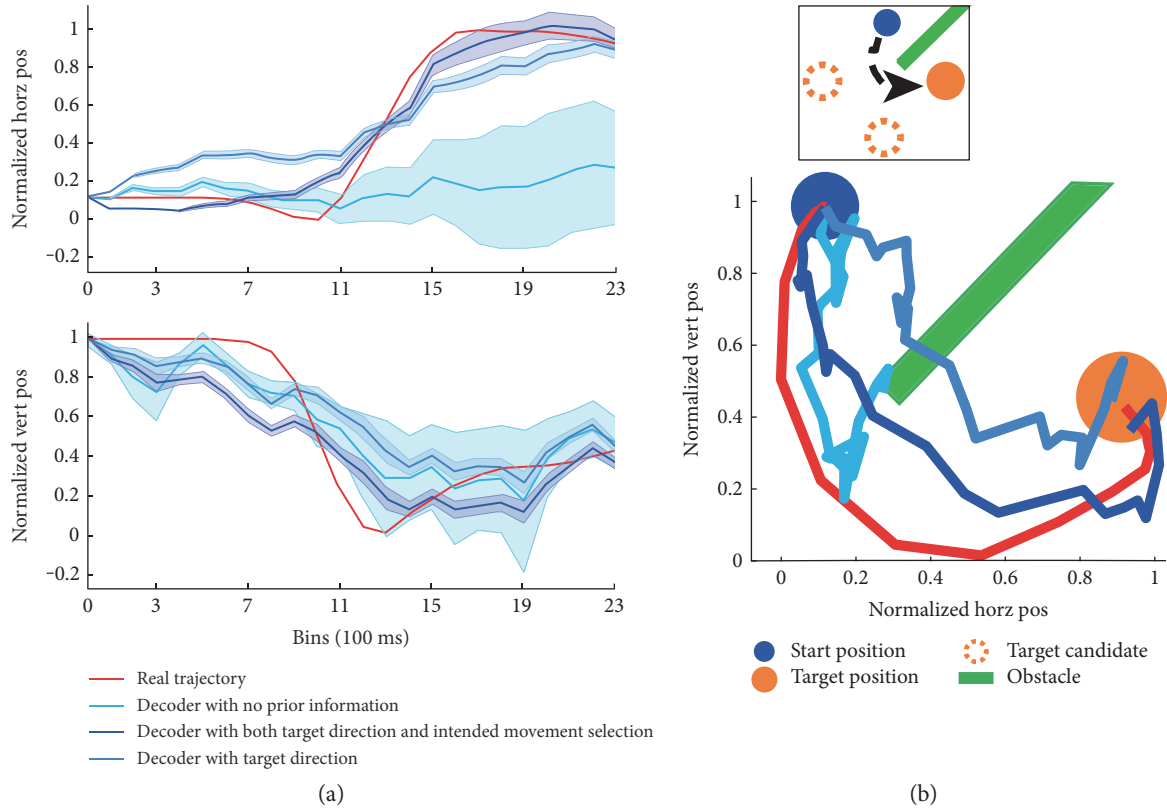 Normalized horz pos
1
0.8
0.6
0.4
0.2
0
−0.2
0
3
7
11
15
19
23
Normalized vert pos
1
0.8
0.6
0.4
0.2
0
−0.2
0
3
7
11
15
19
23
Bins (100 ms)
Real trajectory
Decoder with no prior information
Decoder with both target direction and intended movement selection
Decoder with target direction
(a)
Normalized vert pos
1
0.8
0.6
0.4
0.2
0
0
0.2
0.4
0.6
0.8
1
Normalized horz pos
Start position
Target candidate
Target position
Obstacle
(b)